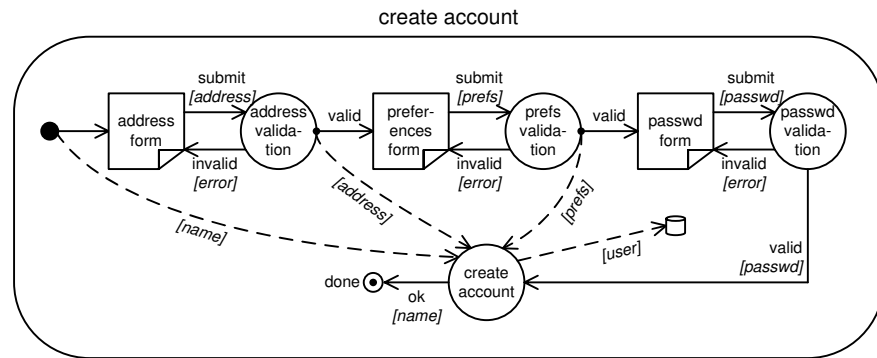 create account
submit
[address]
address
form
address
valida-
tion
invalid
[error]
valid
submit
[prefs]
prefer-
ences
form
prefs
valida-
tion
invalid
[error]
valid
submit
[passwd]
passwd
form
passwd
valida-
tion
invalid
[error]
[name]
[address]
[prefs]
[user]
valid
[passwd]
create
account
done
ok
[name]